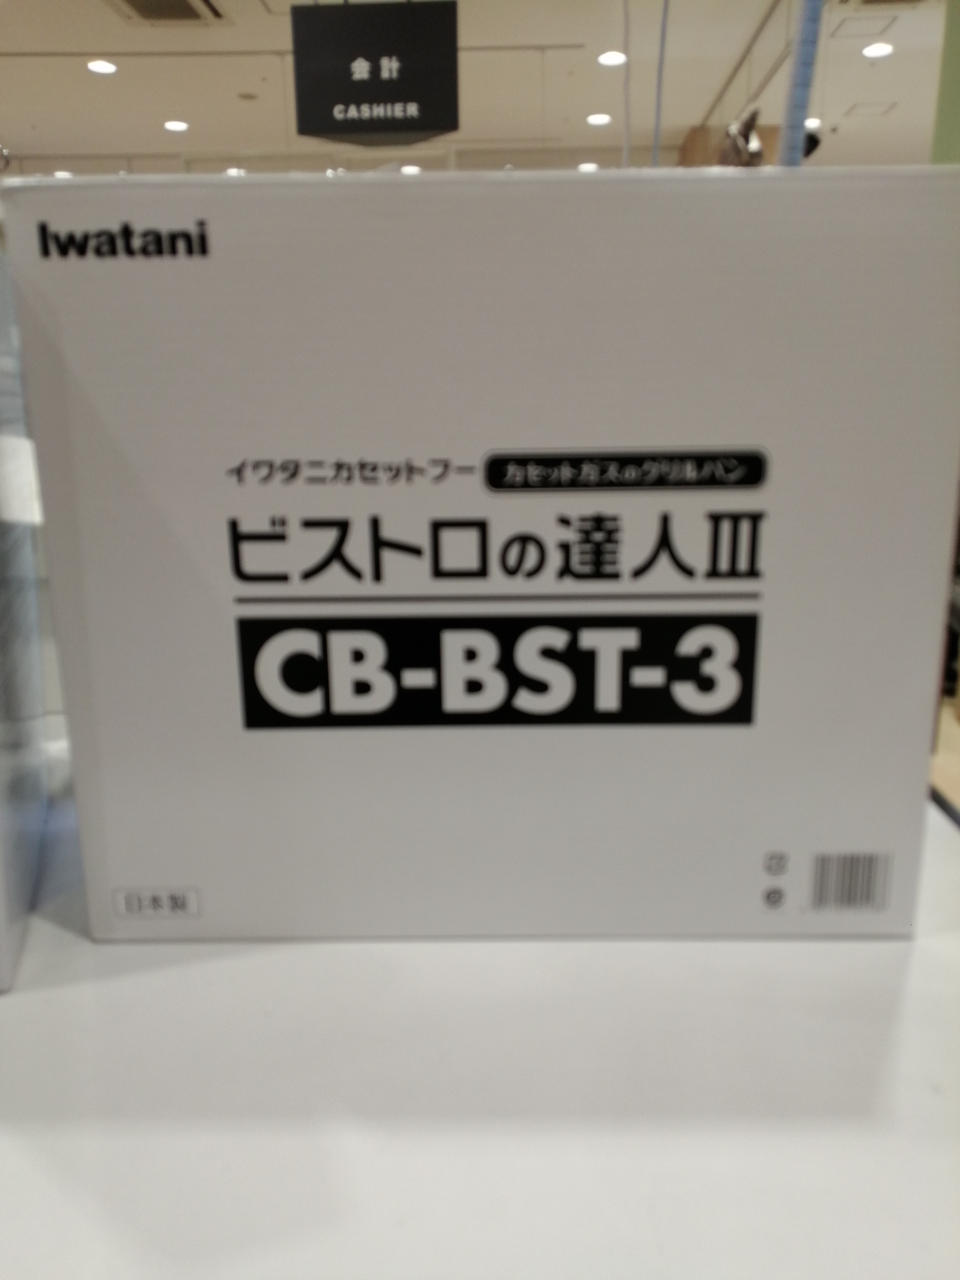 会計
CASHIER
Iwatani
イワタニカセットフー カセットガスのグリルパン
ビストロの達人III
CB-BST-3
日本製